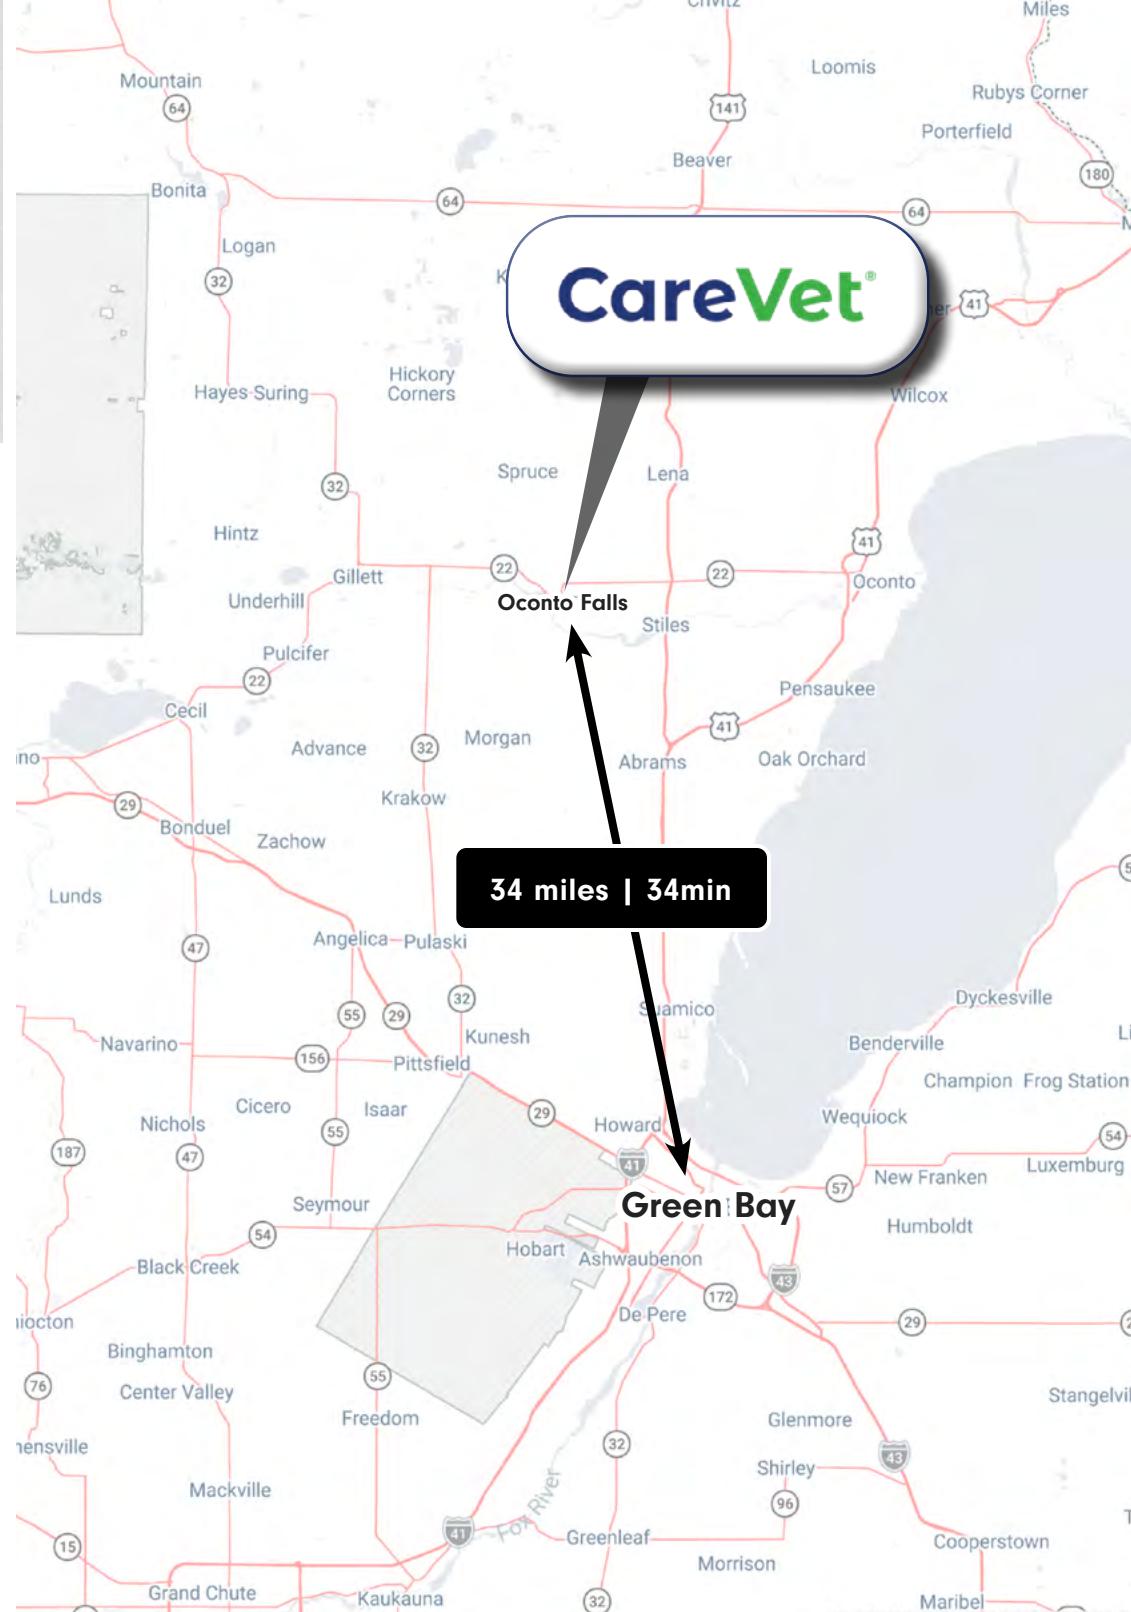 Miles
Loomis
Mountain
Rubys Corner
64
141
Porterfield
Beaver
180
Bonita
64
64
Logan
CareVet®
32
41
Hickory
Corners
Hayes
Suring
Wilcox
Spruce
Lena
32
Hintz
41
22
22
Gillett
Oconto
Underhill
Oconto Falls
Stiles
Pulcifer
22
Pensaukee
Cecil
41
Advance
32
Morgan
Abrams
Oak Orchard
Krakow
29
Bonduel
Zachow
34 miles | 34min
Lunds
Angelica
Pulaski
47
Dyckesville
32
Suamico
55
29
Kunesh
Navarino
Benderville
156
Pittsfield
Champion
Frog Station
Cicero
Isaar
29
Nichols
Howard
Wequiock
55
54
187
47
41
Luxemburg
New Franken
57
Seymour
Green Bay
54
Humboldt
Hobart
Ashwaubenon
Black Creek
43
172
De Pere
29
Binghamton
55
76
Center Valley
Freedom
Glenmore
32
43
Shirley
Mackville
96
Fox River
41
Greenleaf
15
Cooperstown
Morrison
Grand Chute
Kaukauna
32
Maribel